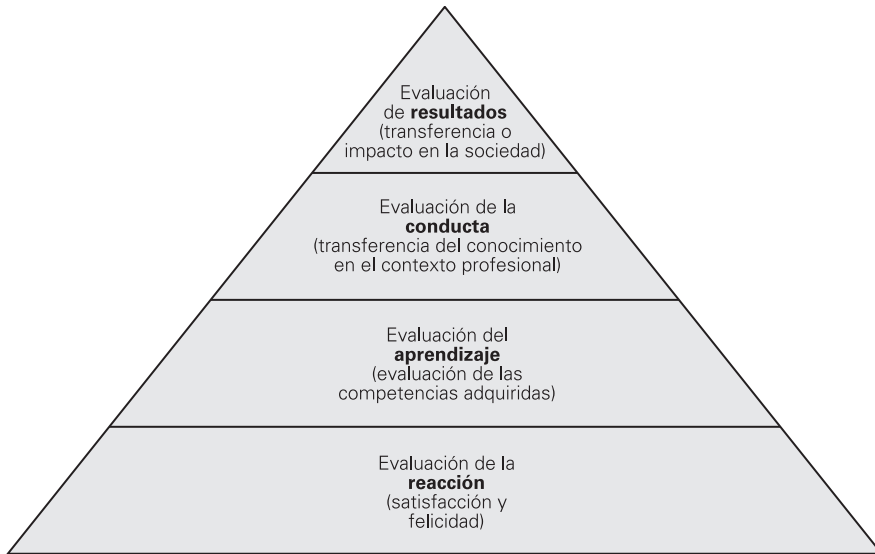 Evaluación
de resultados
(transferencia o
impacto en la sociedad)
Evaluación de la
conducta
(transferencia del conocimiento
en el contexto profesional)
Evaluación del
aprendizaje
(evaluación de las
competencias adquiridas)
Evaluación de la
reacción
(satisfacción y
felicidad)